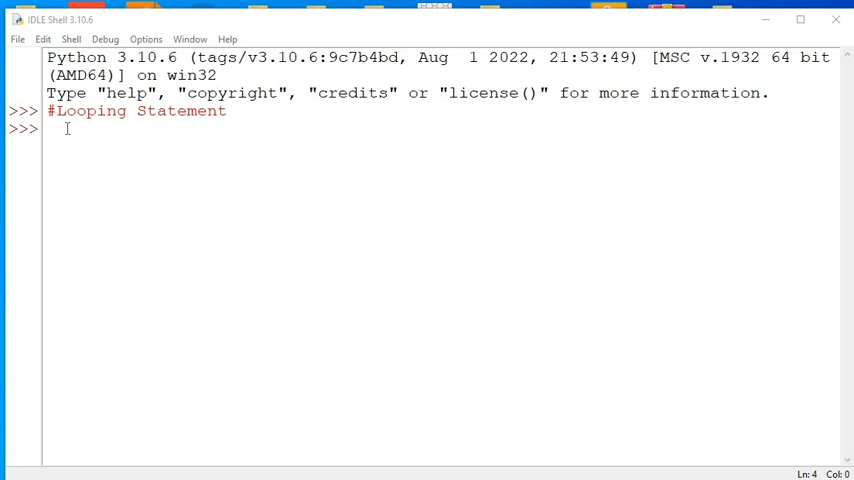 IDLE Shell 3.10.6
File Edit Shell Debug Options Window Help
Python 3.10.6 (tags/v3.10.6:9c7b4bd, Aug  1 2022, 21:53:49) [MSC v.1932 64 bit
(AMD64)] on win32
Type "help", "copyright", "credits" or "license()" for more information.
>>> #Looping Statement
>>>
Ln: 4 Col: 0